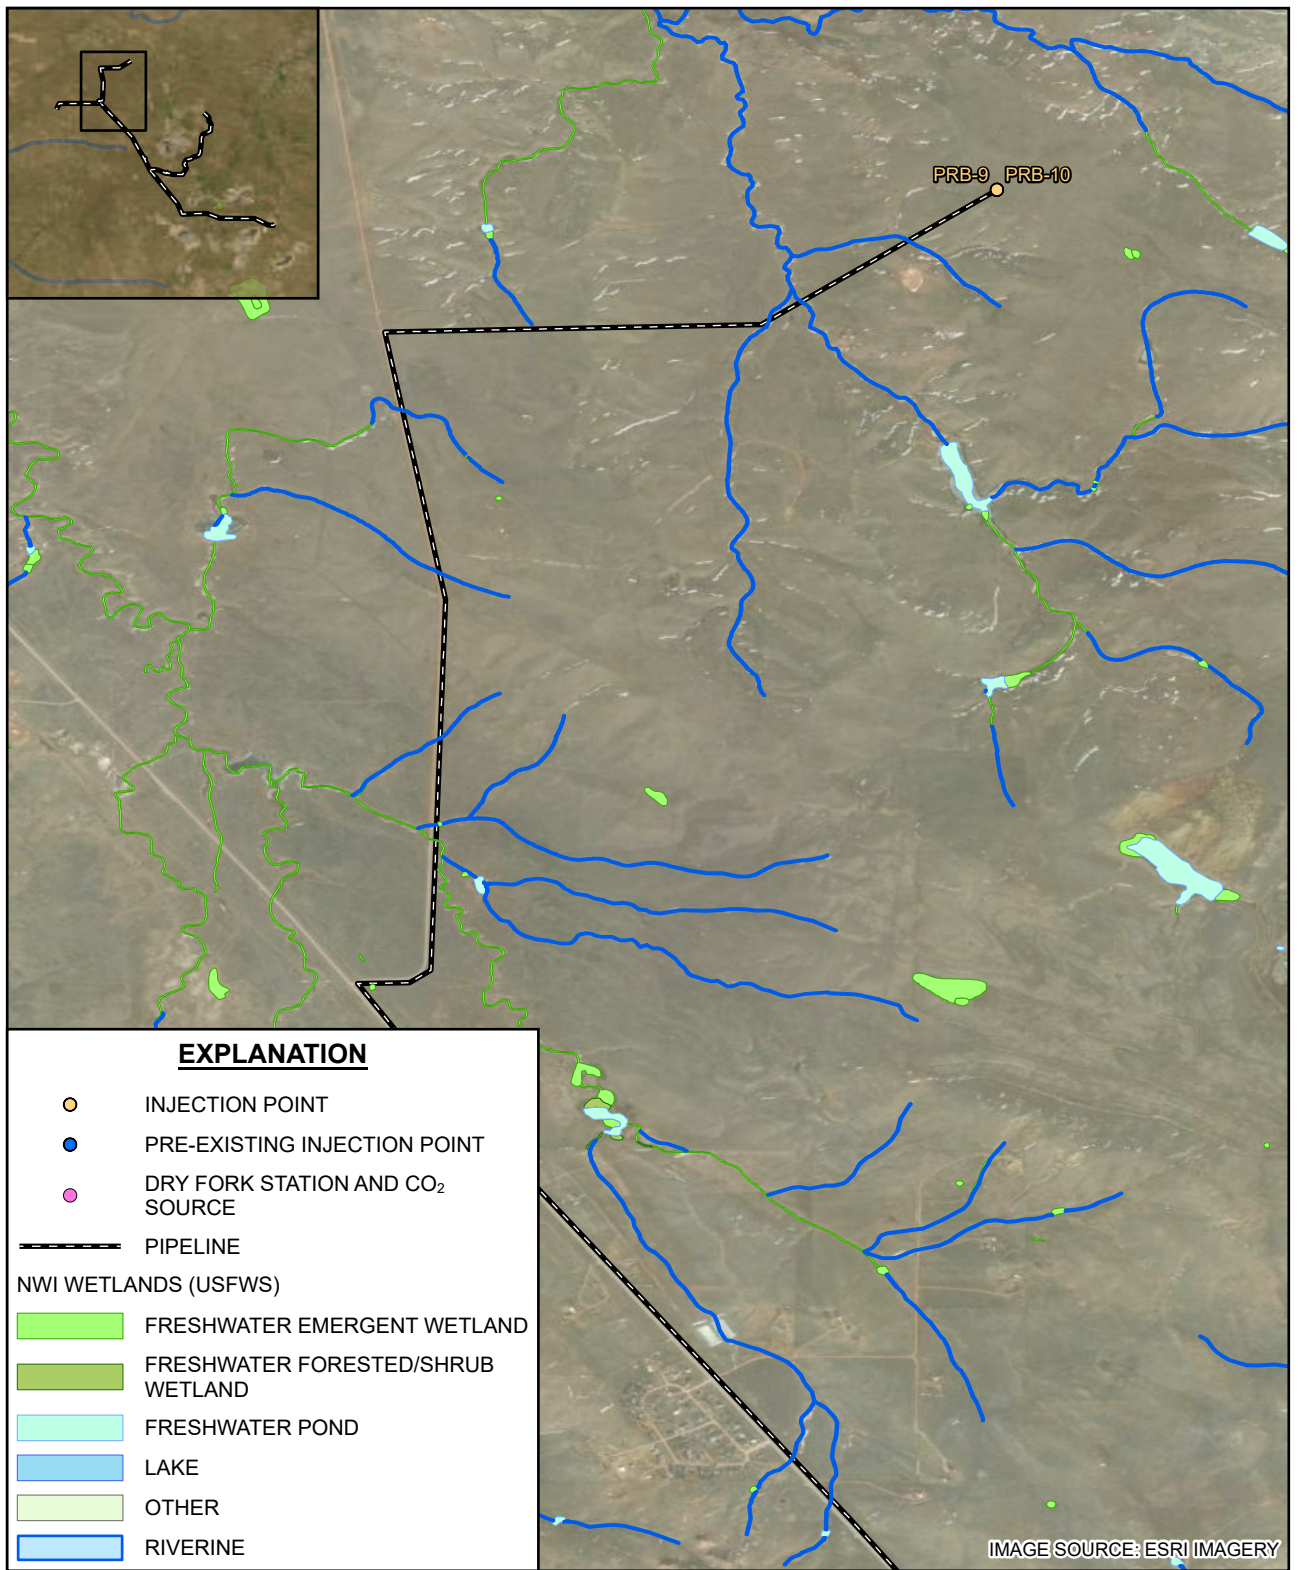 PRB-9 PRB-10
EXPLANATION
INJECTION POINT
PRE-EXISTING INJECTION POINT
DRY FORK STATION AND CO₂
SOURCE
PIPELINE
NWI WETLANDS (USFWS)
FRESHWATER EMERGENT WETLAND
FRESHWATER FORESTED/SHRUB
WETLAND
FRESHWATER POND
LAKE
OTHER
RIVERINE
IMAGE SOURCE: ESRI IMAGERY